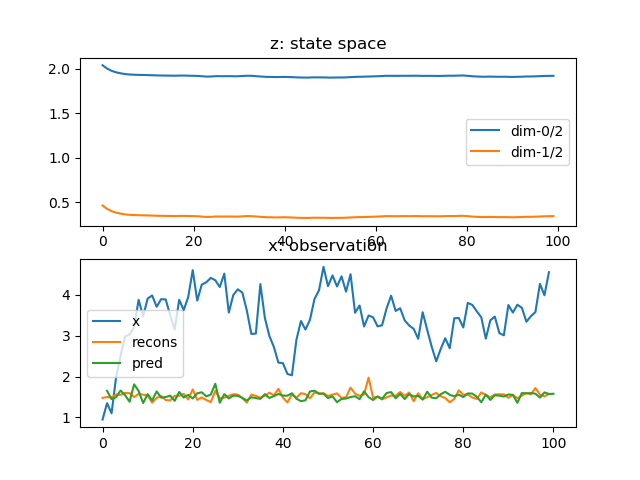 z: state space
2.0
1.5
1.0
0.5
dim-0/2
dim-1/2
0 20 40 60 80 100
x: observation
4
3
2
1
x
recons
pred
0 20 40 60 80 100